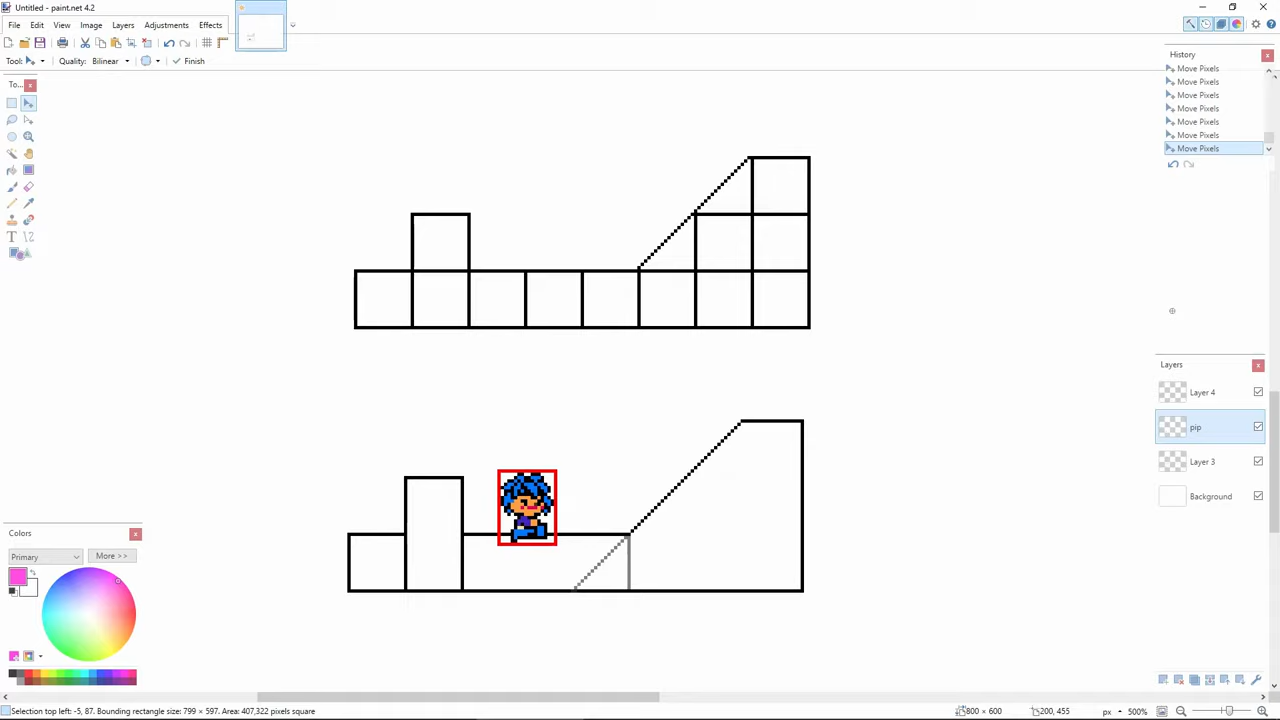 Untitled - paint.net 4.2
File Edit View Image Layers Adjustments Effects
Tool: Quality: Bilinear Finish
To...
History
Move Pixels
Move Pixels
Move Pixels
Move Pixels
Move Pixels
Move Pixels
Move Pixels
Layers
Layer 4
pip
Layer 3
Background
Colors
Primary More >>
Selection top left: -5, 87. Bounding rectangle size: 799 × 597. Area: 407,322 pixels square 800 × 600 200, 455 px 500%